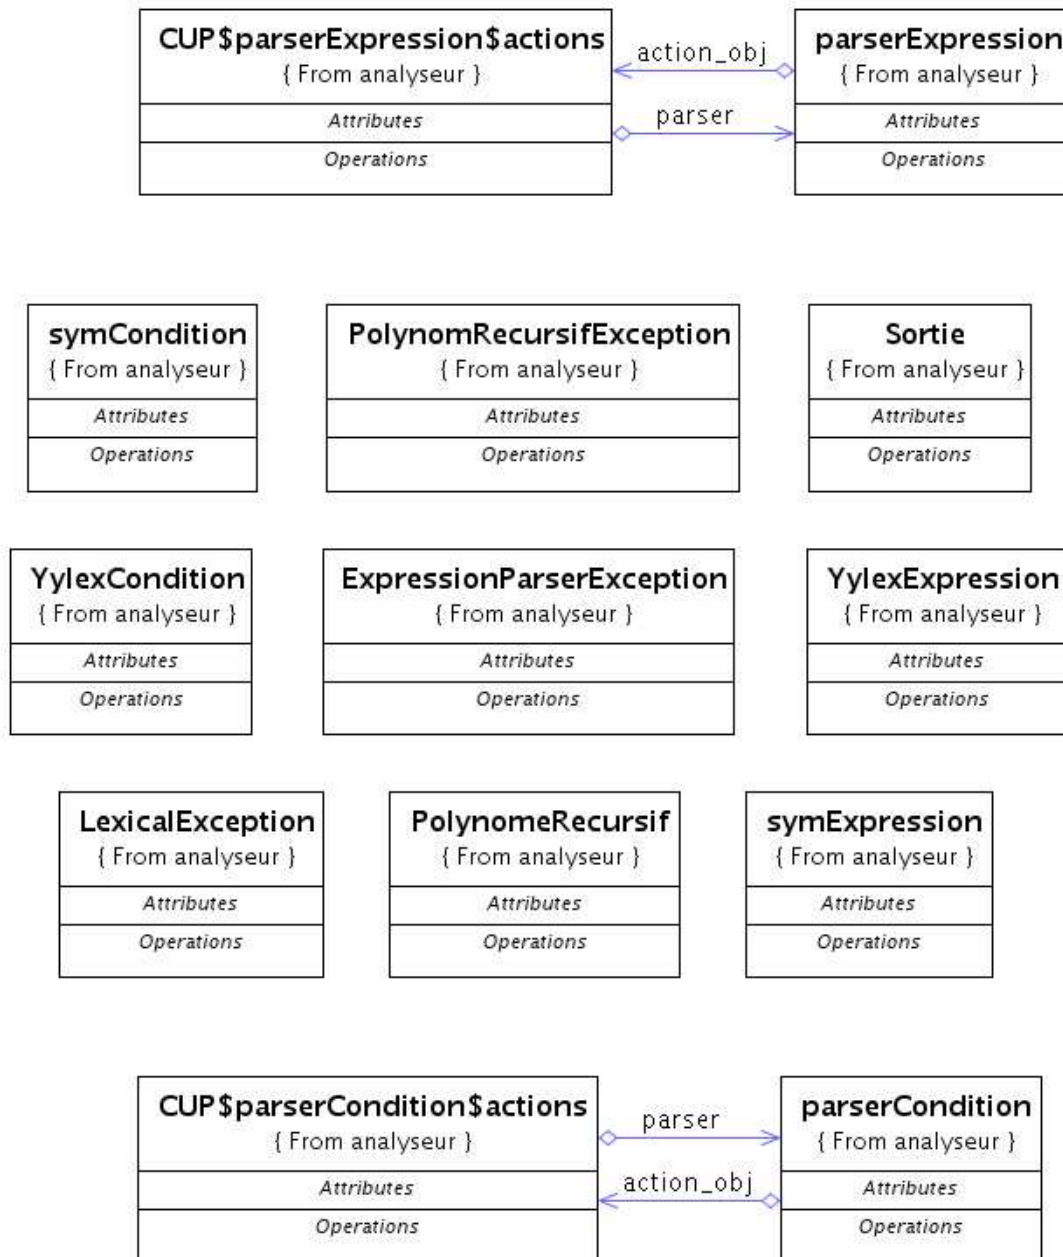 CUP$parserExpression$actions
{ From analyseur }
Attributes
Operations
action_obj
parser
parserExpression
{ From analyseur }
Attributes
Operations
symCondition
{ From analyseur }
Attributes
Operations
PolynomRecursifException
{ From analyseur }
Attributes
Operations
Sortie
{ From analyseur }
Attributes
Operations
YylexCondition
{ From analyseur }
Attributes
Operations
ExpressionParserException
{ From analyseur }
Attributes
Operations
YylexExpression
{ From analyseur }
Attributes
Operations
LexicalException
{ From analyseur }
Attributes
Operations
PolynomeRecursif
{ From analyseur }
Attributes
Operations
symExpression
{ From analyseur }
Attributes
Operations
CUP$parserCondition$actions
{ From analyseur }
Attributes
Operations
parser
action_obj
parserCondition
{ From analyseur }
Attributes
Operations